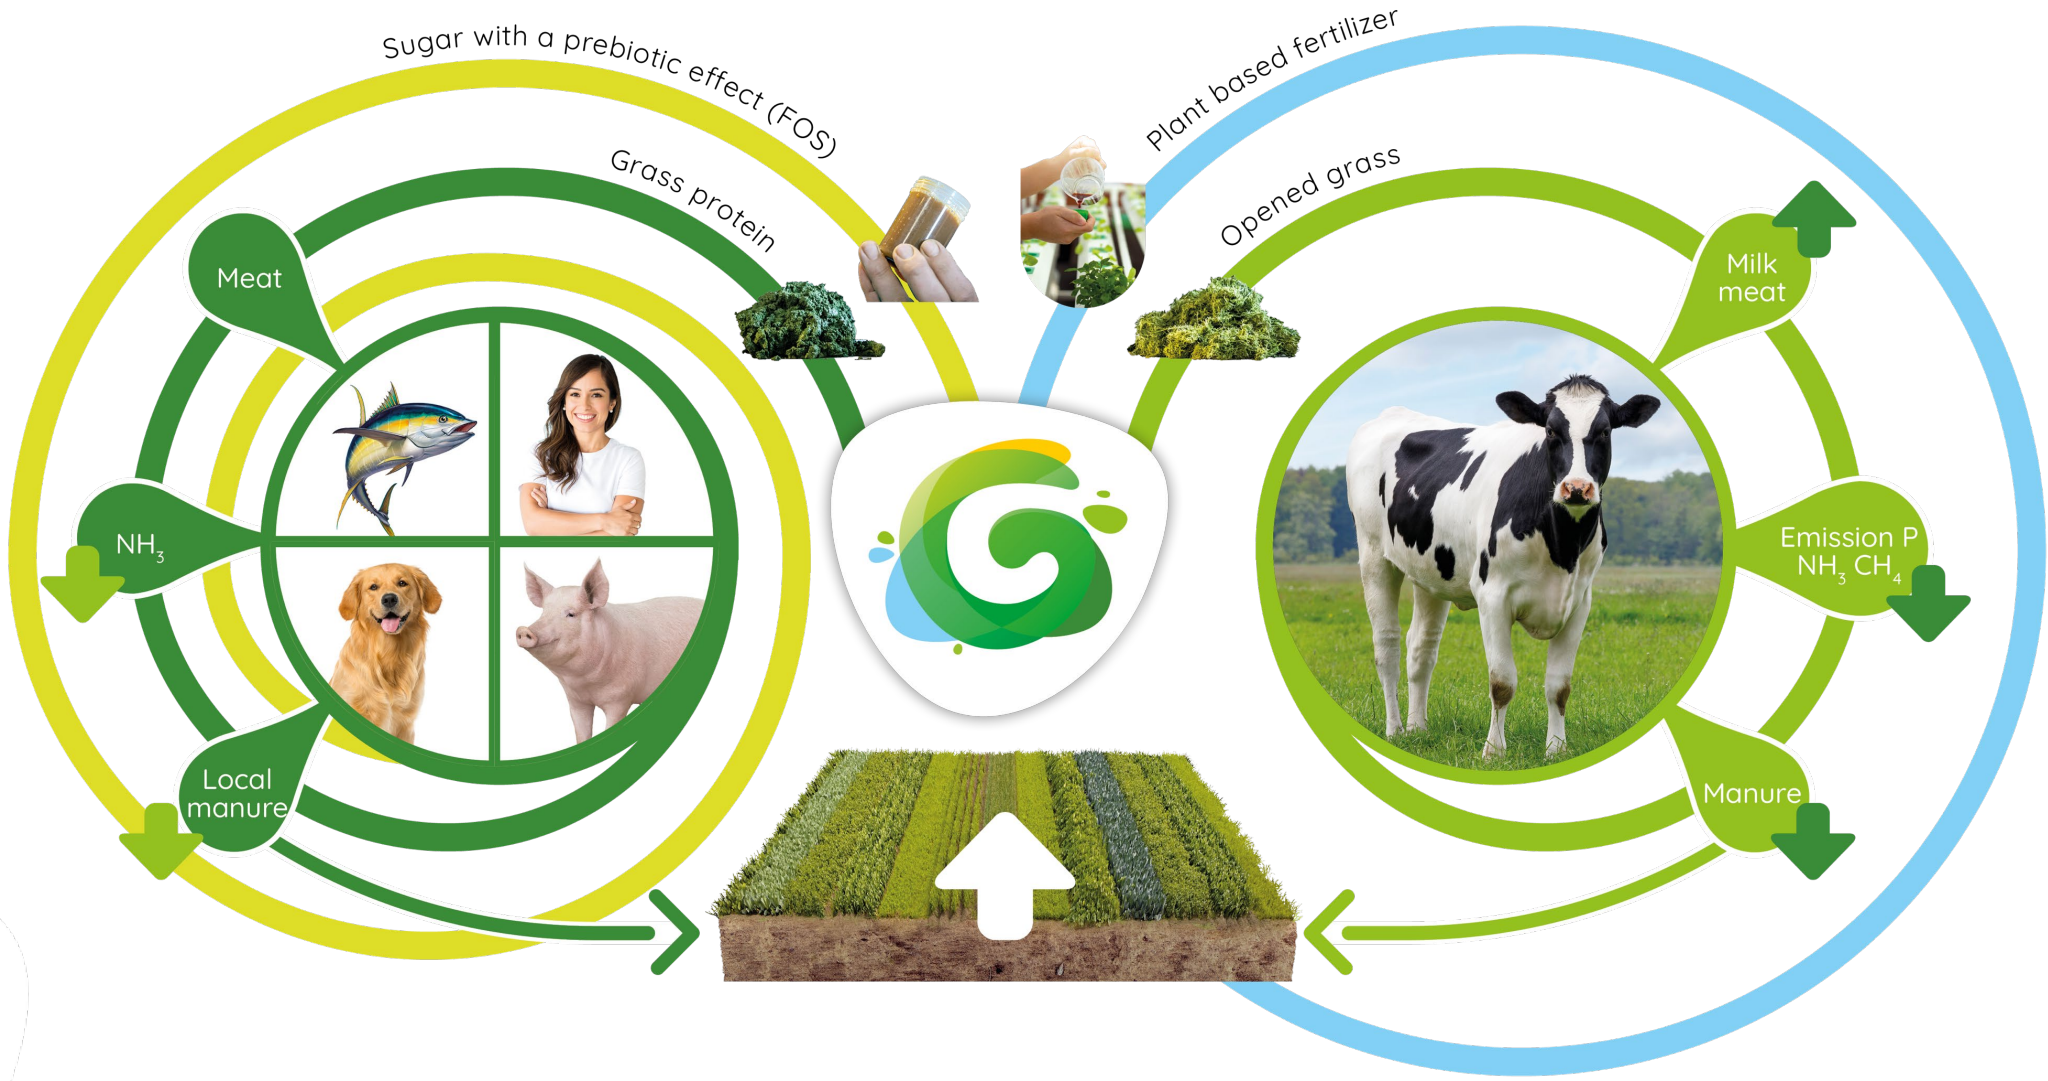 Sugar with a prebiotic effect (FOS)
Grass protein
Plant based fertilizer
Opened grass
Meat
NH₃
Local
manure
Milk
meat
Emission P
NH₃ CH₄
Manure